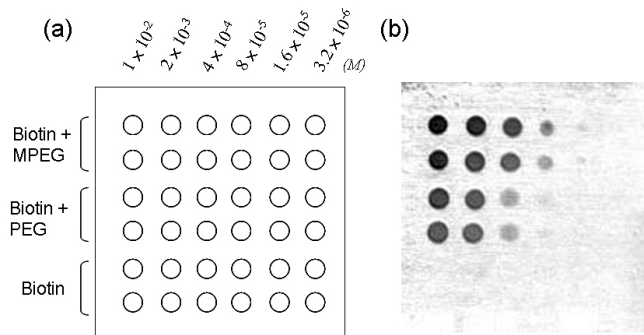 (a)
1 x 10-2
2 x 10-3
4 x 10-4
8 x 10-5
1.6 x 10-5
3.2 x 10-6
(M)
(b)
Biotin +
MPEG
Biotin +
PEG
Biotin